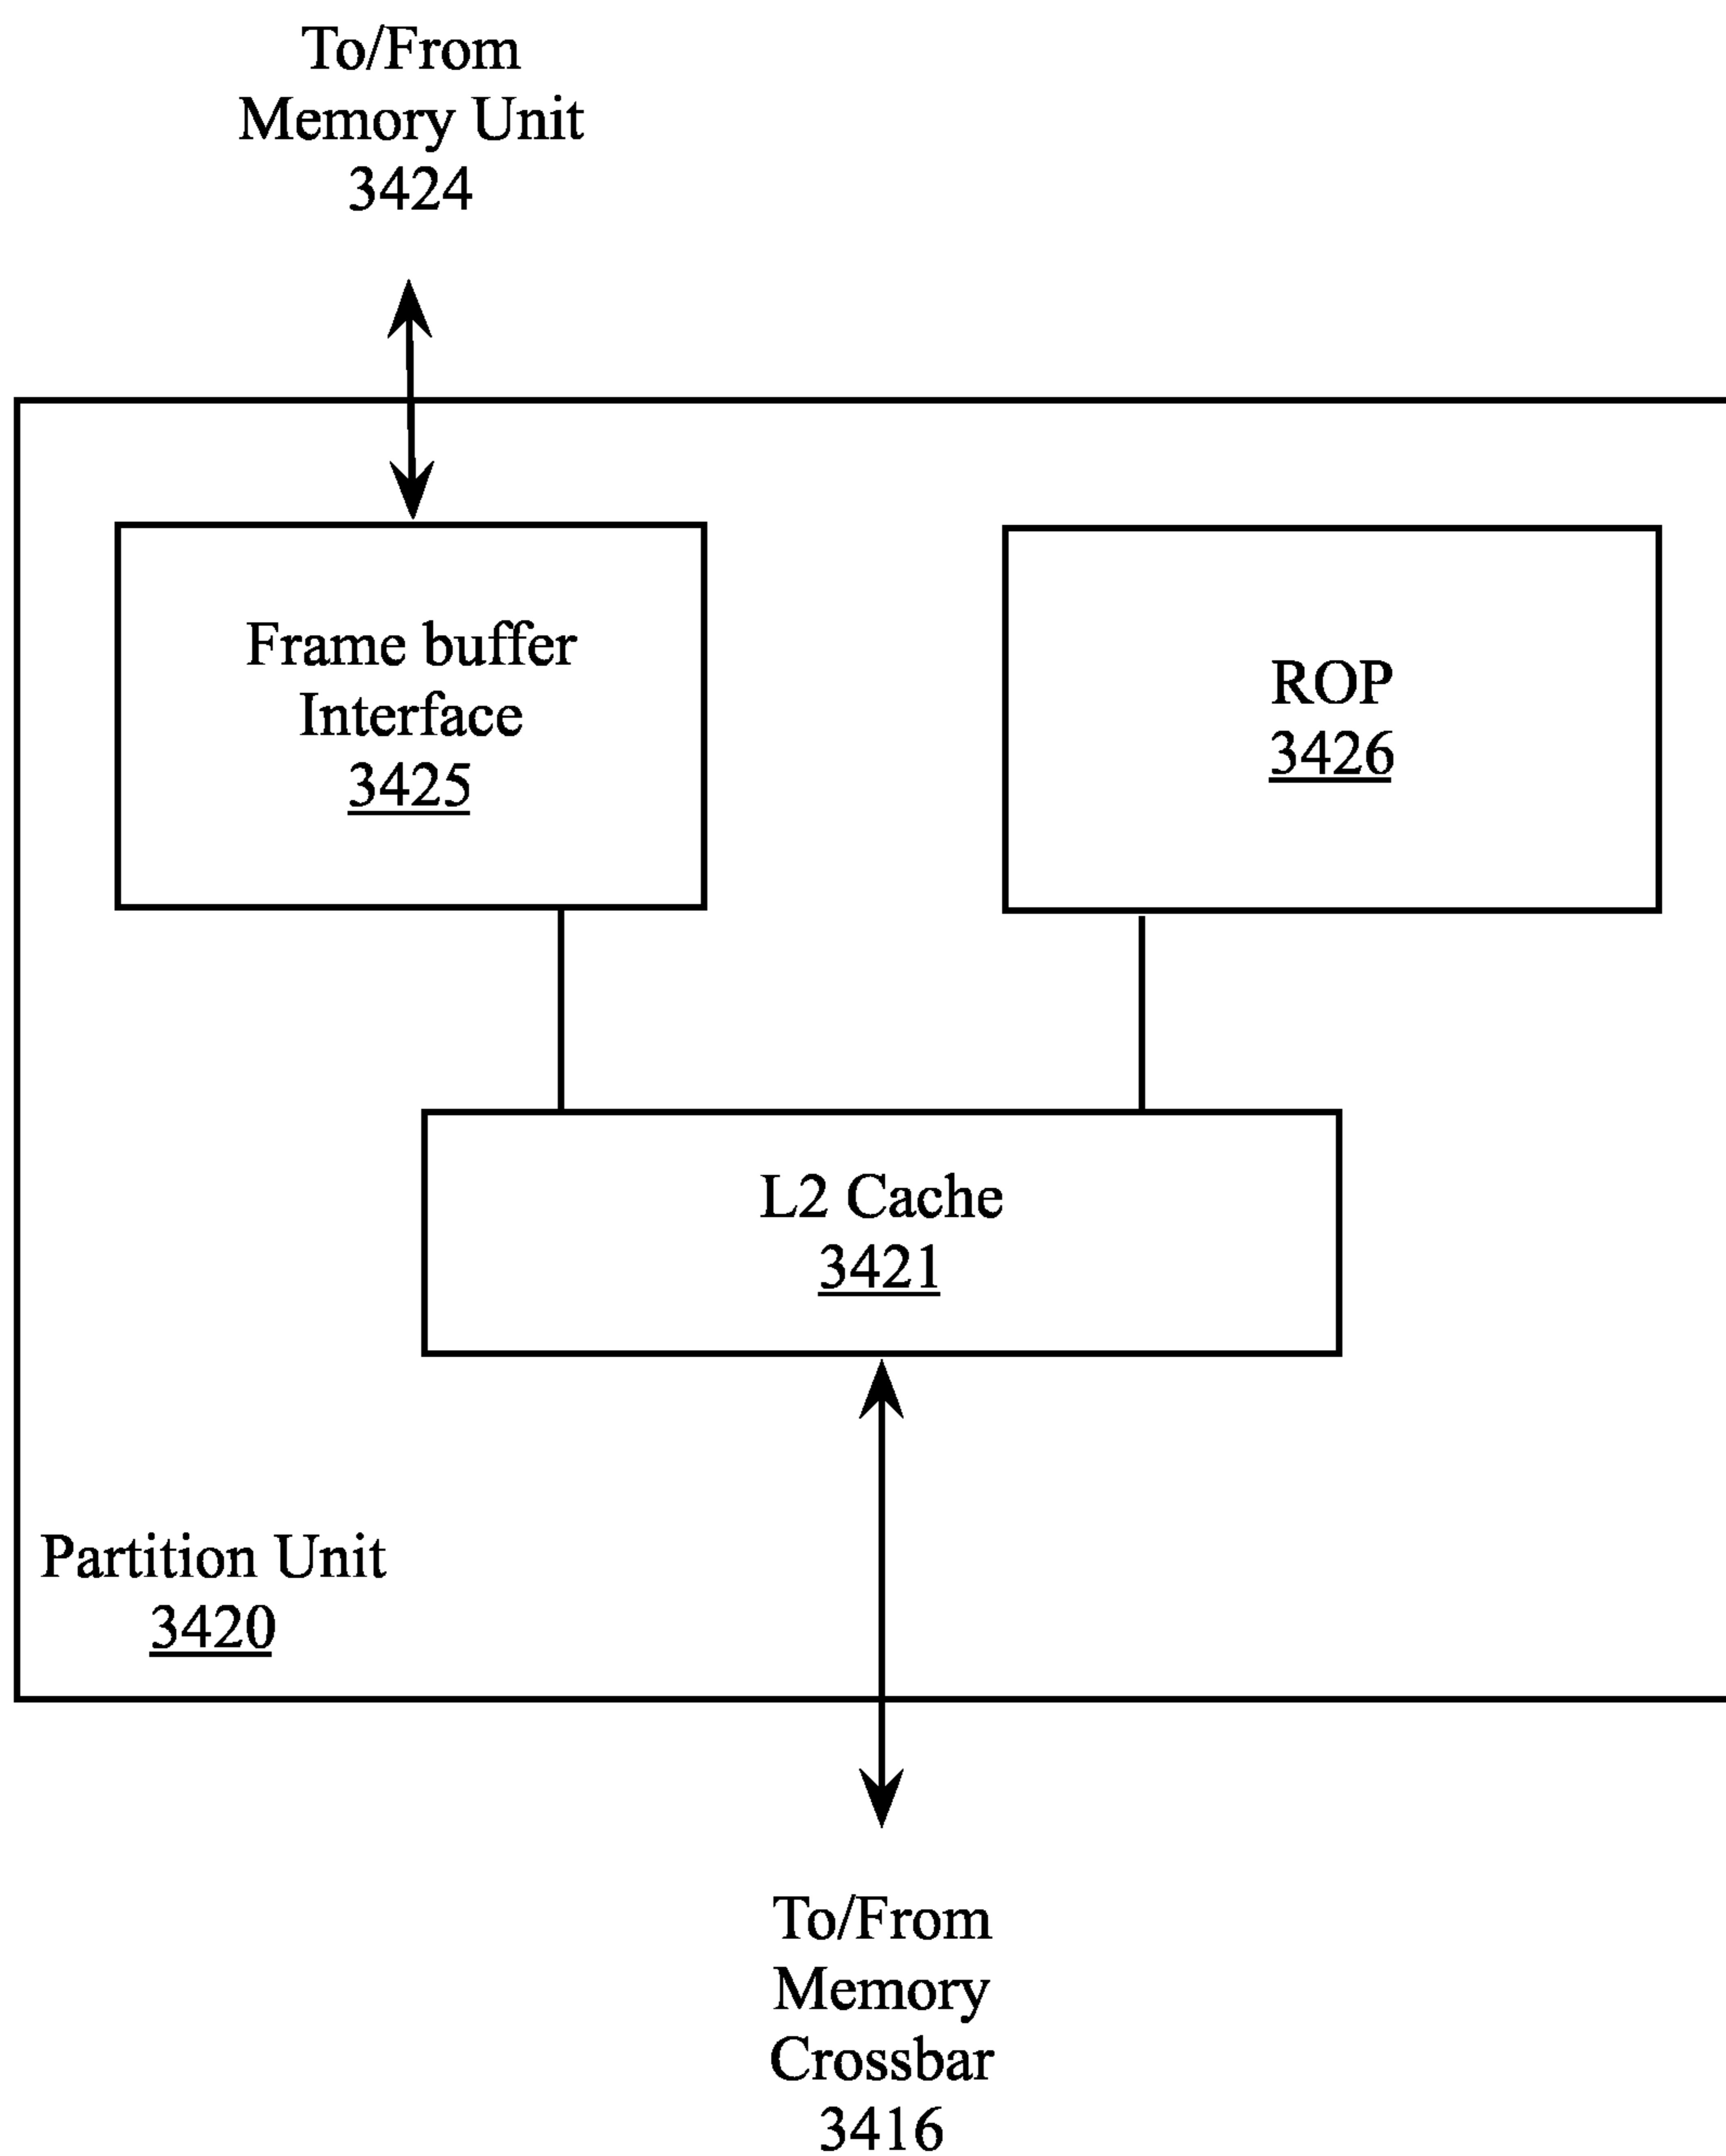 To/From
Memory Unit
3424
Frame buffer
Interface
3425
ROP
3426
L2 Cache
3421
Partition Unit
3420
To/From
Memory
Crossbar
3416